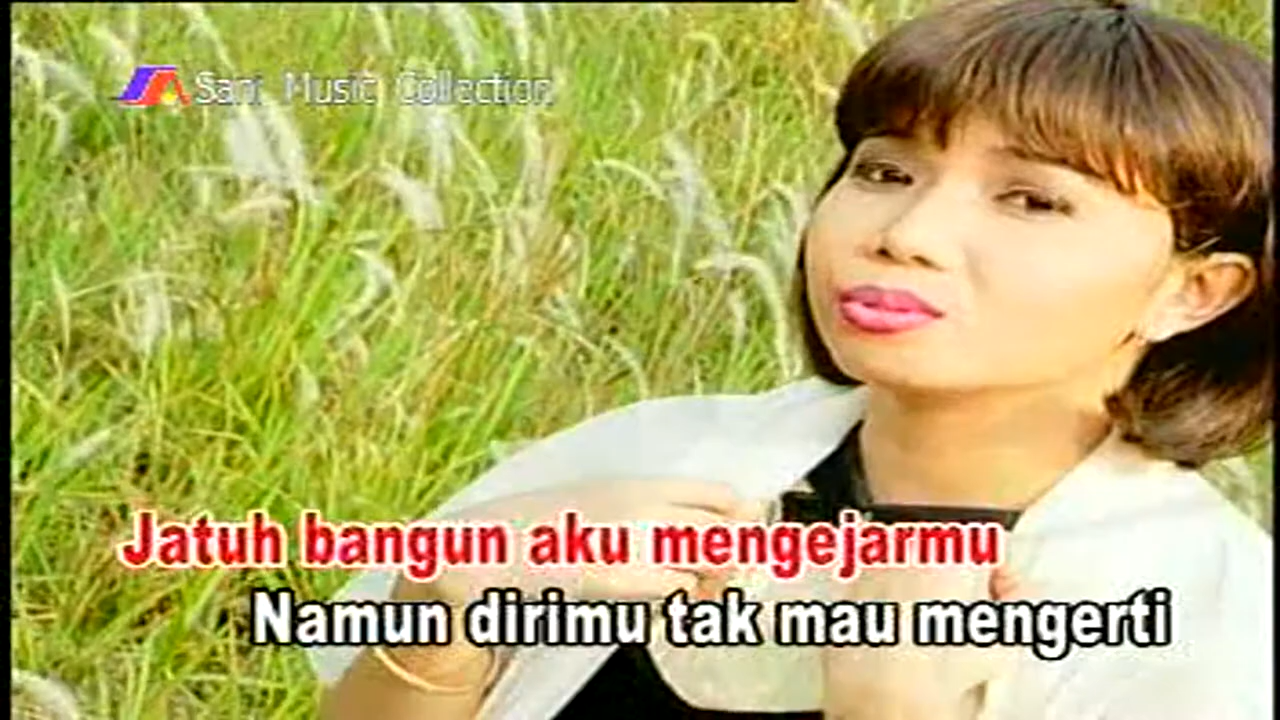 Sani Music Collection
Jatuh bangun aku mengejarmu
Namun dirimu tak mau mengerti